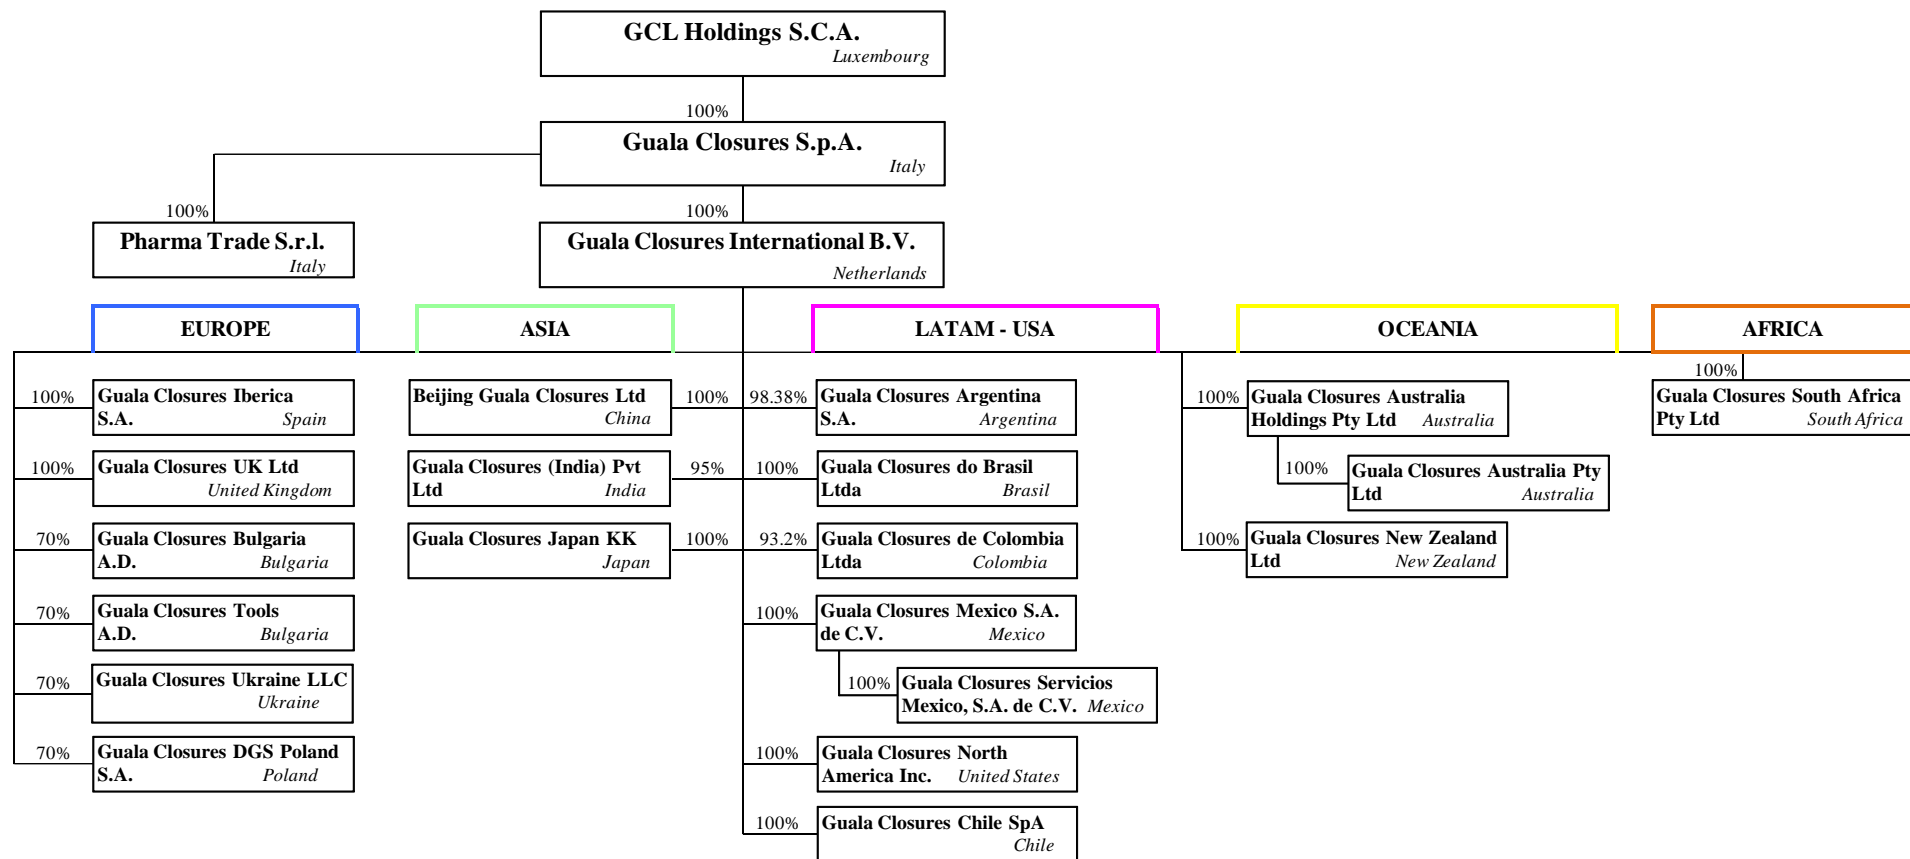 GCL Holdings S.C.A.
Luxembourg
100%
Guala Closures S.p.A.
Italy
100%
100%
Pharma Trade S.r.l.
Italy
Guala Closures International B.V.
Netherlands
EUROPE
ASIA
LATAM - USA
OCEANIA
AFRICA
100%
Guala Closures Iberica
S.A. Spain
100%
Guala Closures UK Ltd
United Kingdom
70%
Guala Closures Bulgaria
A.D. Bulgaria
70%
Guala Closures Tools
A.D. Bulgaria
70%
Guala Closures Ukraine LLC
Ukraine
70%
Guala Closures DGS Poland
S.A. Poland
Beijing Guala Closures Ltd
China
100%
Guala Closures (India) Pvt
Ltd India
95%
Guala Closures Japan KK
Japan
100%
98.38%
Guala Closures Argentina
S.A. Argentina
100%
Guala Closures do Brasil
Ltda Brasil
93.2%
Guala Closures de Colombia
Ltda Colombia
100%
Guala Closures Mexico S.A.
de C.V. Mexico
100%
Guala Closures Servicios
Mexico, S.A. de C.V. Mexico
100%
Guala Closures North
America Inc. United States
100%
Guala Closures Chile SpA
Chile
100%
Guala Closures Australia
Holdings Pty Ltd Australia
100%
Guala Closures Australia Pty
Ltd Australia
100%
Guala Closures New Zealand
Ltd New Zealand
100%
Guala Closures South Africa
Pty Ltd South Africa